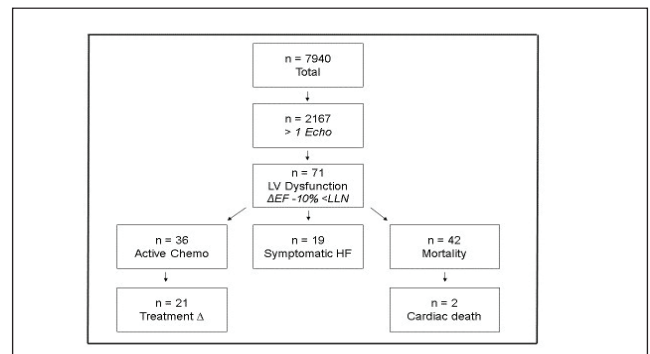 n = 7940
Total
n = 2167
> 1 Echo
n = 71
LV Dysfunction
ΔEF -10% <LLN
n = 36
Active Chemo
n = 19
Symptomatic HF
n = 42
Mortality
n = 21
Treatment Δ
n = 2
Cardiac death